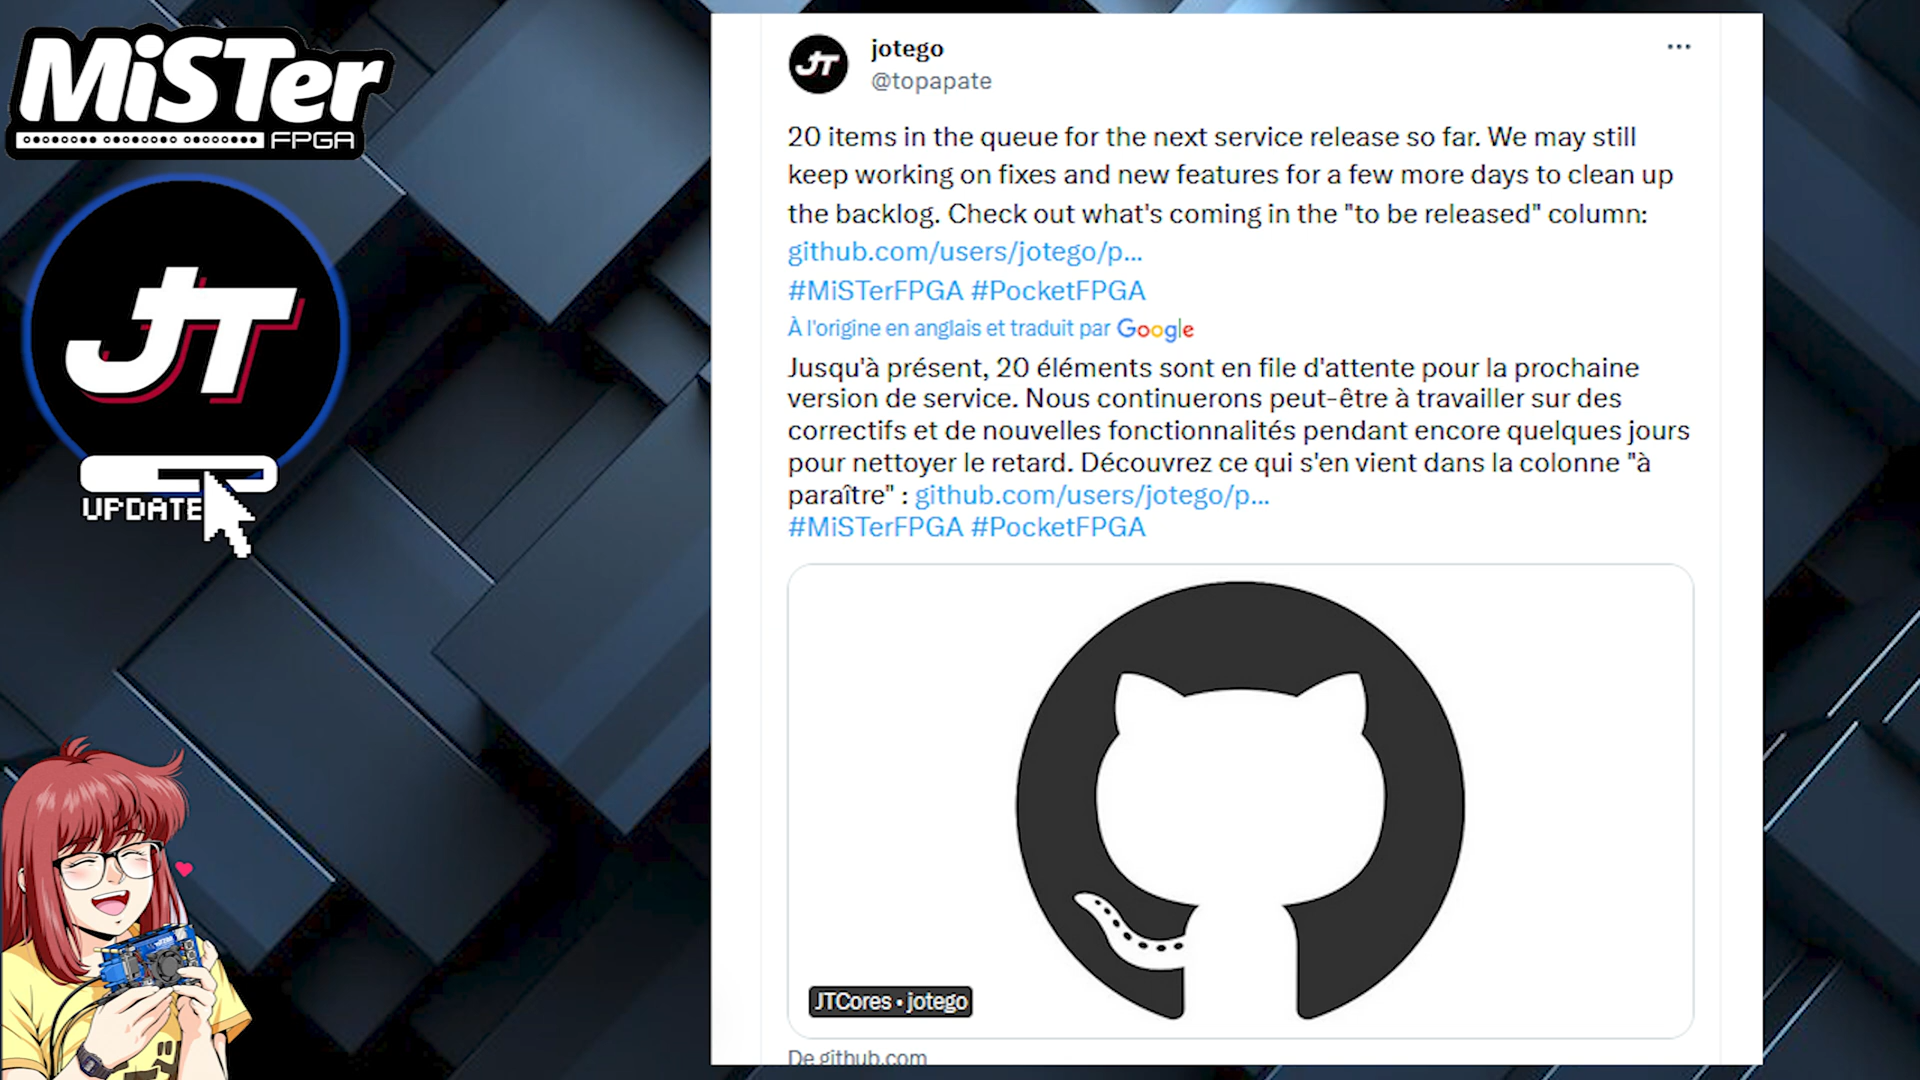 MiSTer
FPGA
JT
UPDATE
JT
jotego
@topapate
20 items in the queue for the next service release so far. We may still
keep working on fixes and new features for a few more days to clean up
the backlog. Check out what's coming in the "to be released" column:
github.com/users/jotego/p...
#MiSTerFPGA #PocketFPGA
À l'origine en anglais et traduit par Google
Jusqu'à présent, 20 éléments sont en file d'attente pour la prochaine
version de service. Nous continuerons peut-être à travailler sur des
correctifs et de nouvelles fonctionnalités pendant encore quelques jours
pour nettoyer le retard. Découvrez ce qui s'en vient dans la colonne "à
paraître" : github.com/users/jotego/p...
#MiSTerFPGA #PocketFPGA
JTCores • jotego
De github.com